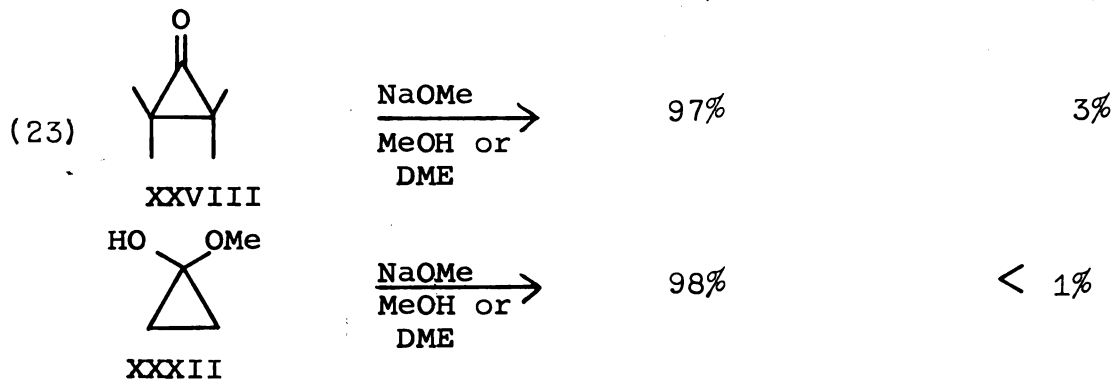 O
(23)
NaOMe
97%
3%
MeOH or
DME
XXVIII
HO OMe
NaOMe
98%
< 1%
MeOH or
DME
XXXII